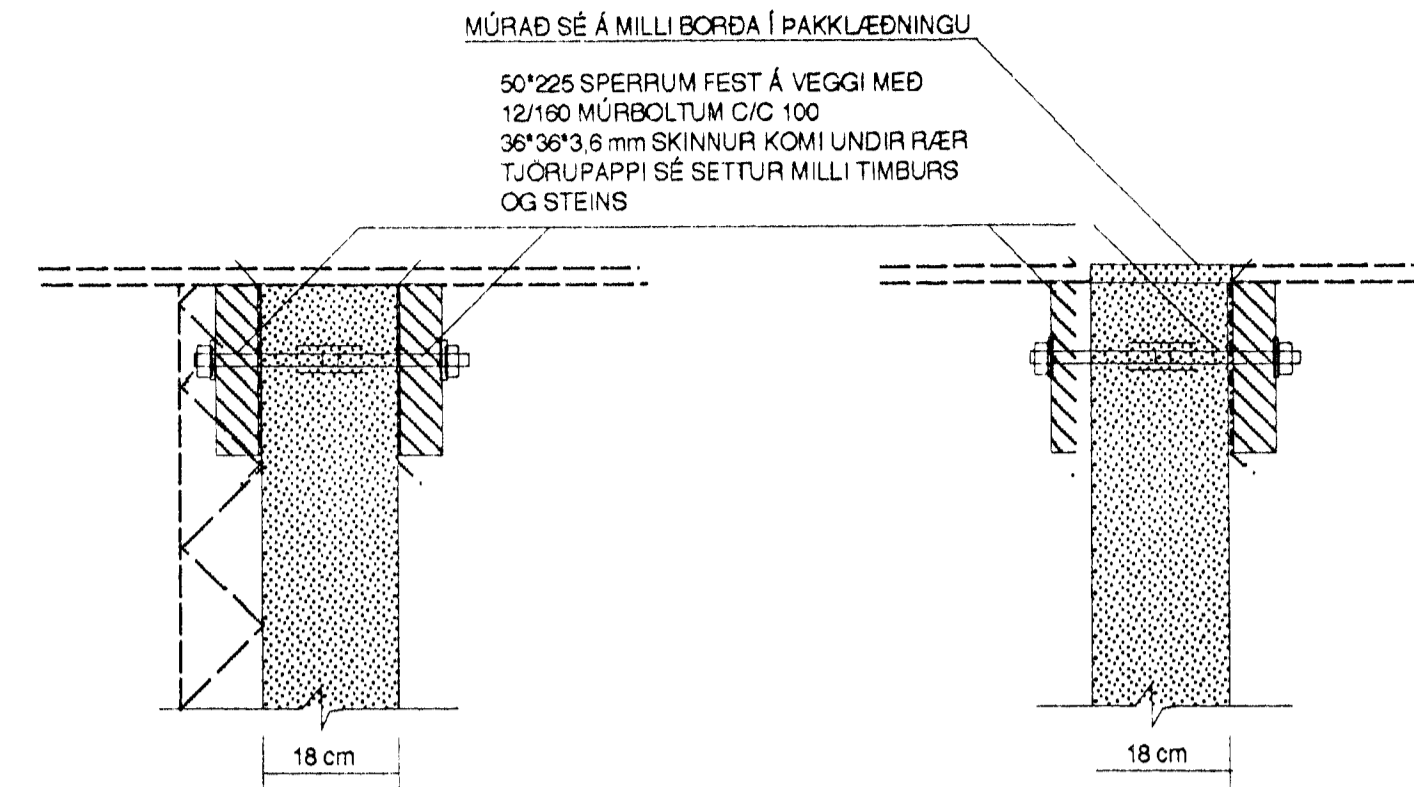 MÚRAÐ SÉ Á MILLI BORÐA Í ÞAKKLÆÐNINGU
50*225 SPERRUM FEST Á VEGGI MEÐ
12/160 MÚRBOLTUM C/C 100
36*36*3,6 mm SKINNUR KOMI UNDIR RÆR
TJÖRUPAPPI SÉ SETTUR MILLI TIMBURS
OG STEINS
18 cm
18 cm